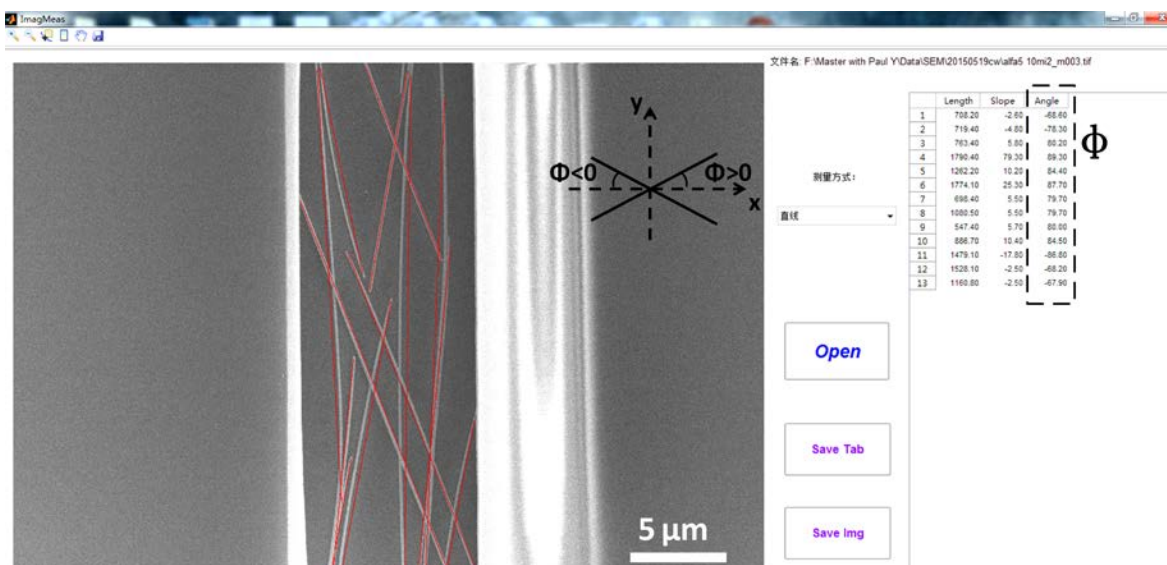 ImagMeas
文件名: F:\Master with Paul Y\Data\SEM\20150519cw\alfa5 10mi2_m003.tif
y
Φ<0
Φ>0
x
5 μm
测量方式:
直线
Open
Save Tab
Save Img
Length Slope Angle
1 708.20 -2.60 -68.60
2 719.40 -4.80 -78.30
3 763.40 5.80 80.20
4 1790.40 79.30 89.30
5 1262.20 10.20 84.40
6 1774.10 25.30 87.70
7 698.40 5.50 79.70
8 1080.50 5.50 79.70
9 547.40 5.70 80.00
10 886.70 10.40 84.50
11 1479.10 -17.80 -86.80
12 1528.10 -2.50 -68.20
13 1160.80 -2.50 -67.90
Φ